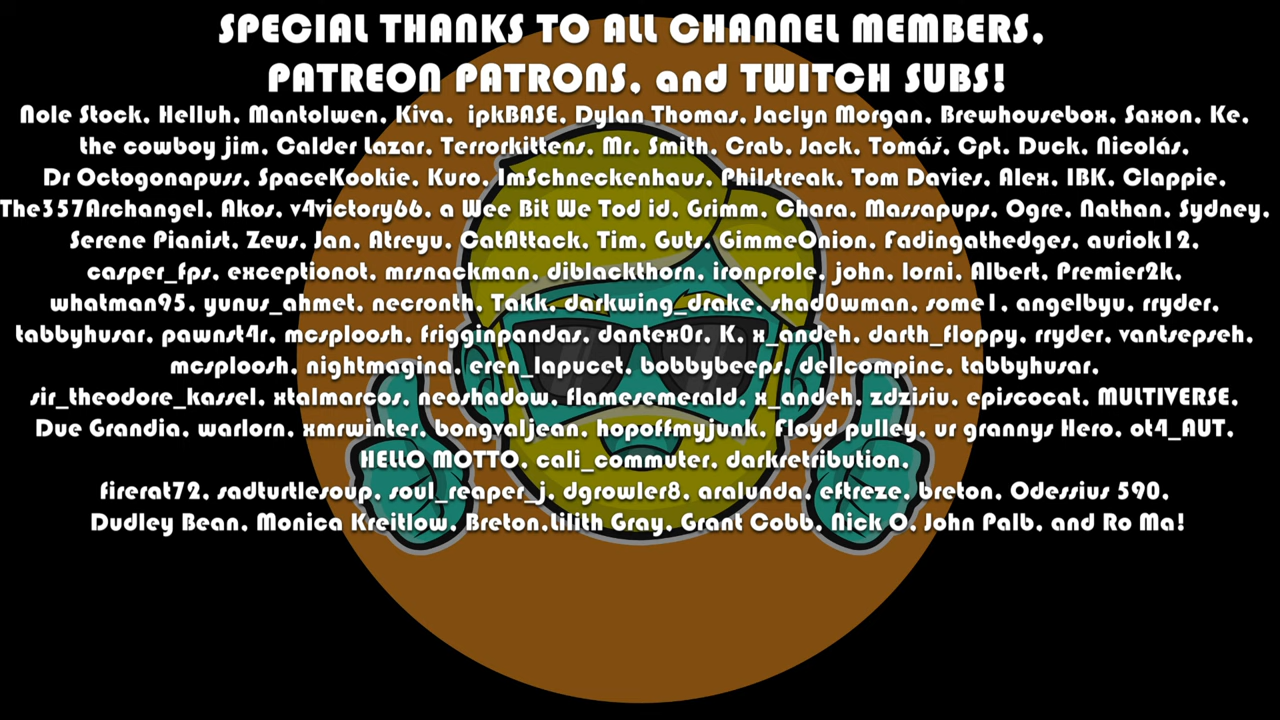 SPECIAL THANKS TO ALL CHANNEL MEMBERS,
PATREON PATRONS, and TWITCH SUBS!
Nole Stock, Helluh, Mantolwen, Kiva,  ipkBASE, Dylan Thomas, Jaclyn Morgan, Brewhousebox, Saxon, Ke,
the cowboy jim, Calder Lazar, Terrorkittens, Mr. Smith, Crab, Jack, Tomáš, Cpt. Duck, Nicolás,
Dr Octogonapuss, SpaceKookie, Kuro, ImSchneckenhaus, Philstreak, Tom Davies, Alex, IBK, Clappie,
The357Archangel, Akos, v4victory66, a Wee Bit We Tod id, Grimm, Chara, Massapups, Ogre, Nathan, Sydney,
Serene Pianist, Zeus, Jan, Atreyu, CatAttack, Tim, Guts, GimmeOnion, Fadingathedges, auriok12,
casper_fps, exceptionot, mrsnackman, diblackthorn, ironprole, john, lorni, Albert, Premier2k,
whatman95, yunus_ahmet, necronth, Takk, darkwing_drake, shad0wman, some1, angelbyu, rryder,
tabbyhusar, pawnst4r, mcsploosh, frigginpandas, dantex0r, K, x_andeh, darth_floppy, rryder, vantsepseh,
mcsploosh, nightmagina, eren_lapucet, bobbybeeps, dellcompinc, tabbyhusar,
sir_theodore_kassel, xtalmarcos, neoshadow, flamesemerald, x_andeh, zdzisiu, episcocat, MULTIVERSE,
Due Grandia, warlorn, xmrwinter, bongvaljean, hopoffmyjunk, Floyd pulley, ur grannys Hero, ot4_AUT,
HELLO MOTTO, cali_commuter, darkretribution,
firerat72, sadturtlesoup, soul_reaper_j, dgrowler8, aralunda, eftreze, breton, Odessius 590,
Dudley Bean, Monica Kreitlow, Breton,Lilith Gray, Grant Cobb, Nick O, John Palb, and Ro Ma!